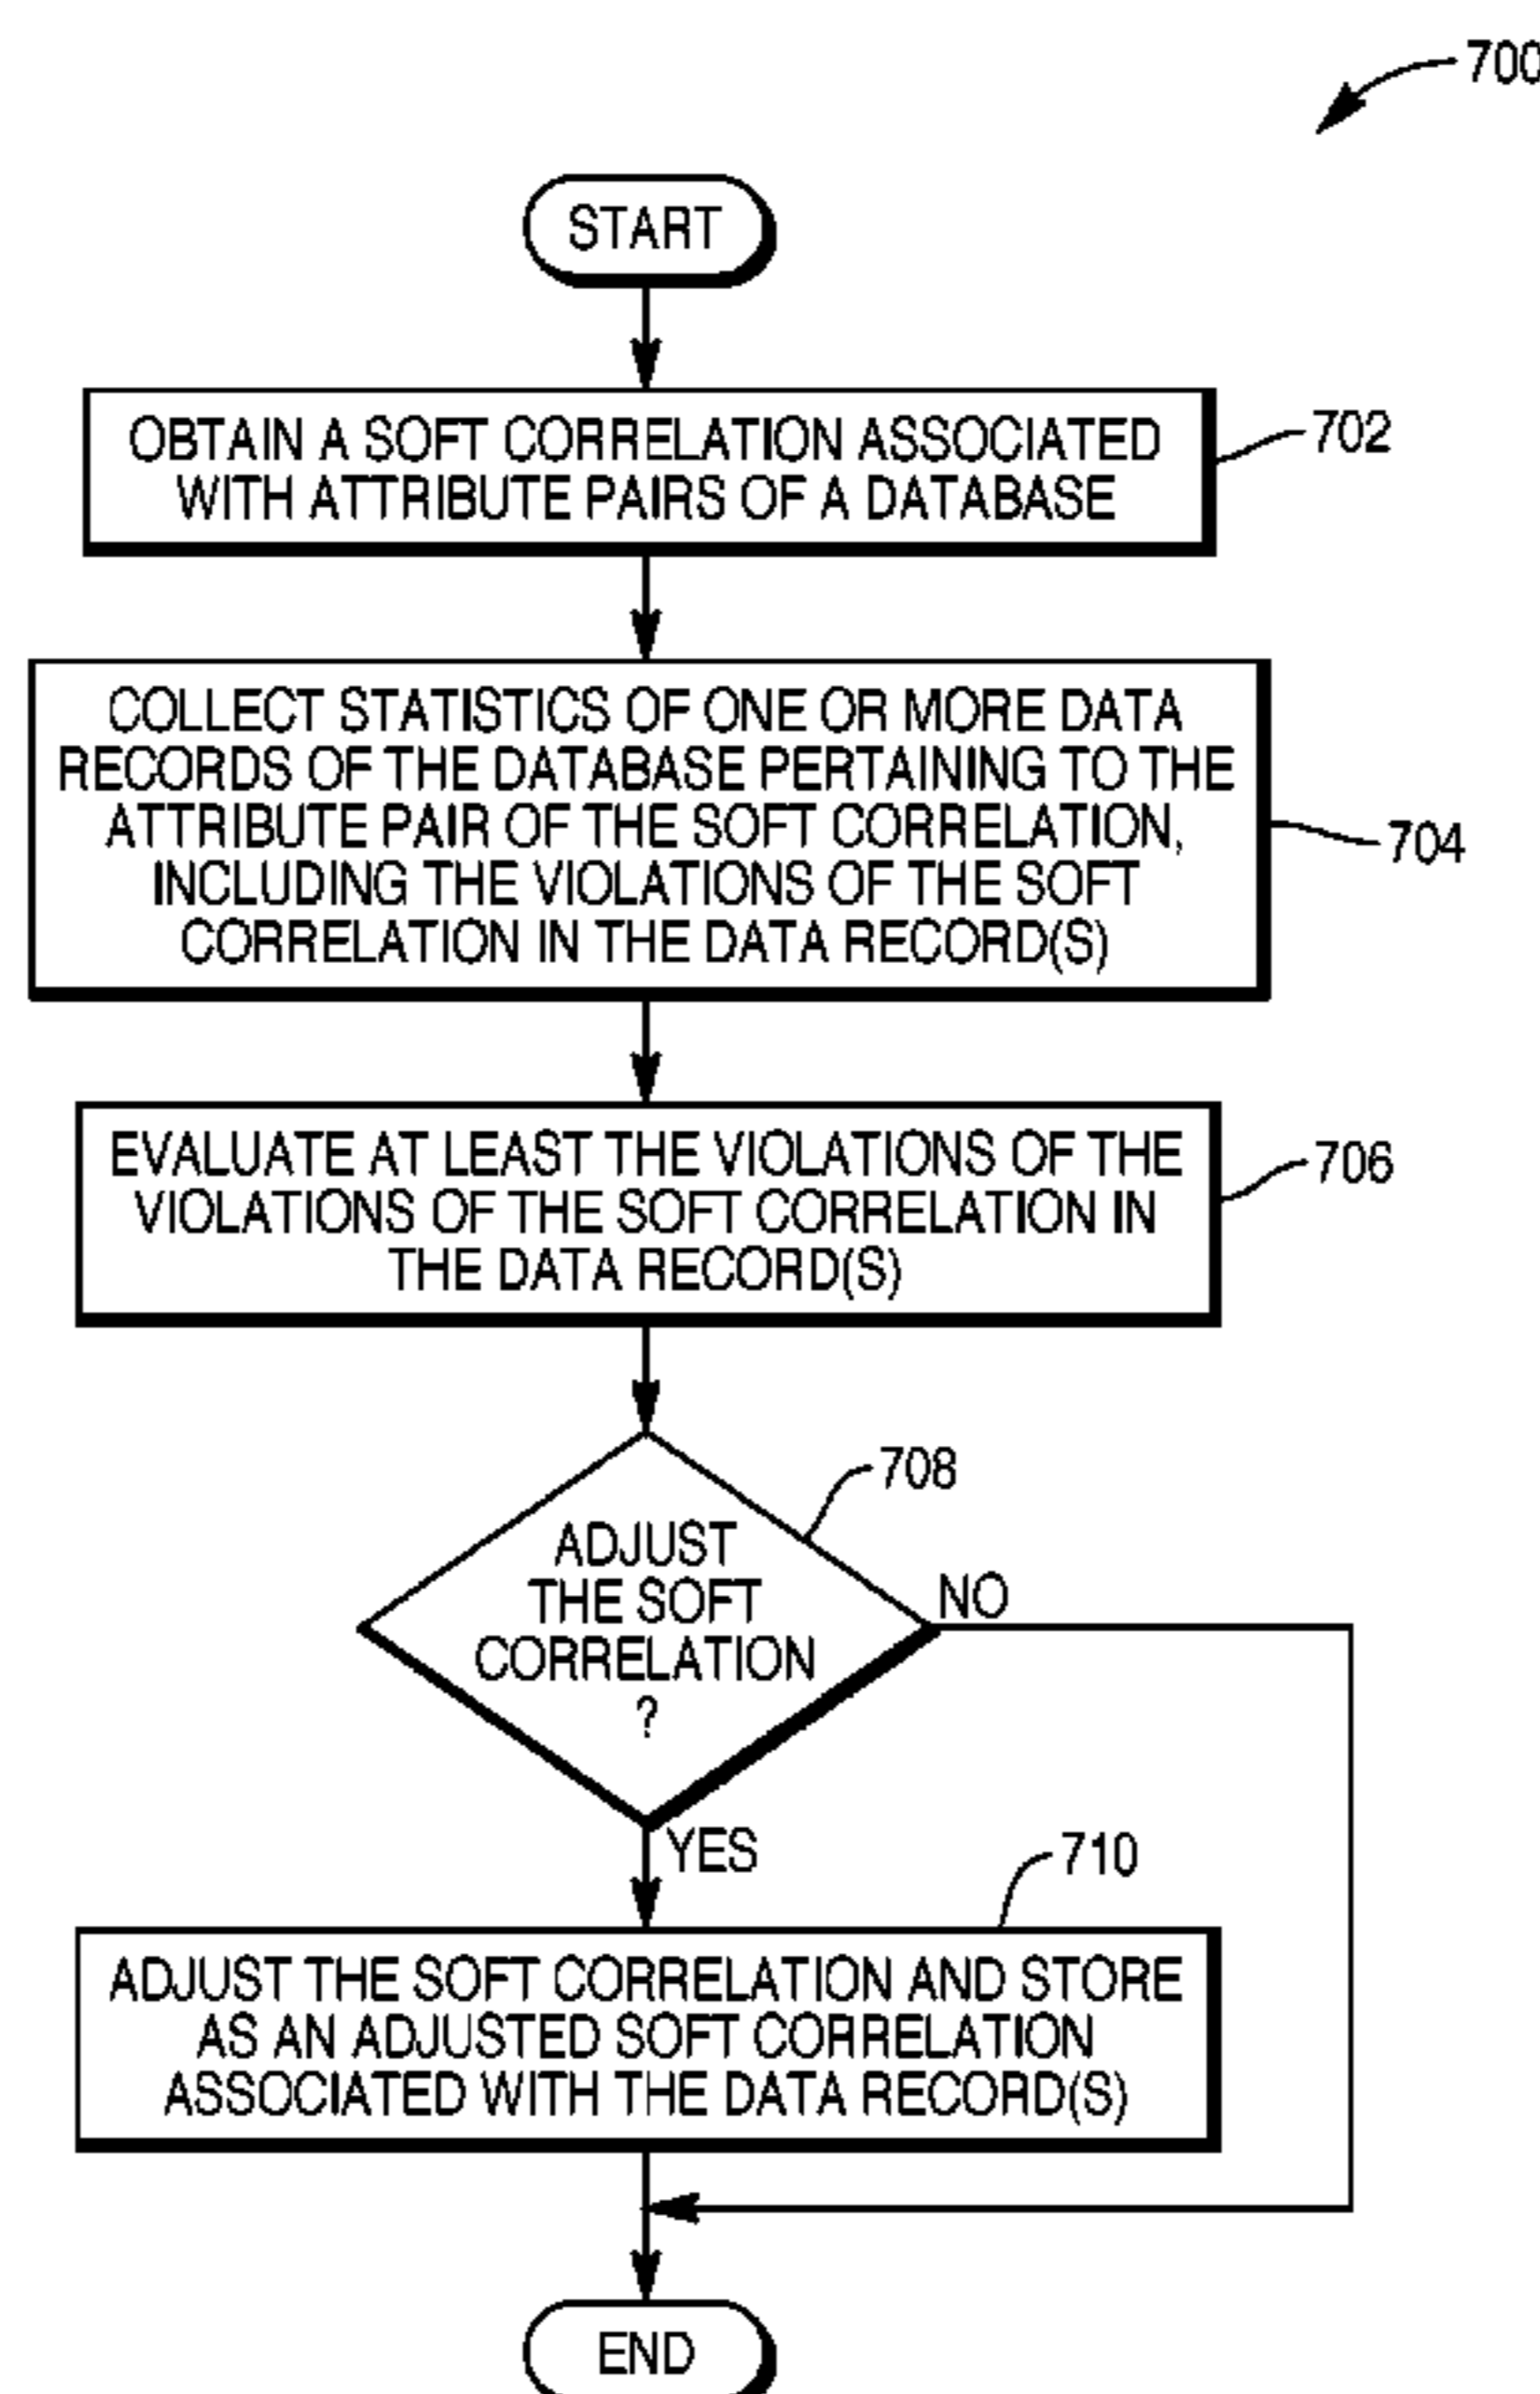 700
START
OBTAIN A SOFT CORRELATION ASSOCIATED
WITH ATTRIBUTE PAIRS OF A DATABASE
702
COLLECT STATISTICS OF ONE OR MORE DATA
RECORDS OF THE DATABASE PERTAINING TO THE
ATTRIBUTE PAIR OF THE SOFT CORRELATION,
INCLUDING THE VIOLATIONS OF THE SOFT
CORRELATION IN THE DATA RECORD(S)
704
EVALUATE AT LEAST THE VIOLATIONS OF THE
VIOLATIONS OF THE SOFT CORRELATION IN
THE DATA RECORD(S)
706
708
ADJUST
THE SOFT
CORRELATION
?
NO
YES
710
ADJUST THE SOFT CORRELATION AND STORE
AS AN ADJUSTED SOFT CORRELATION
ASSOCIATED WITH THE DATA RECORD(S)
END